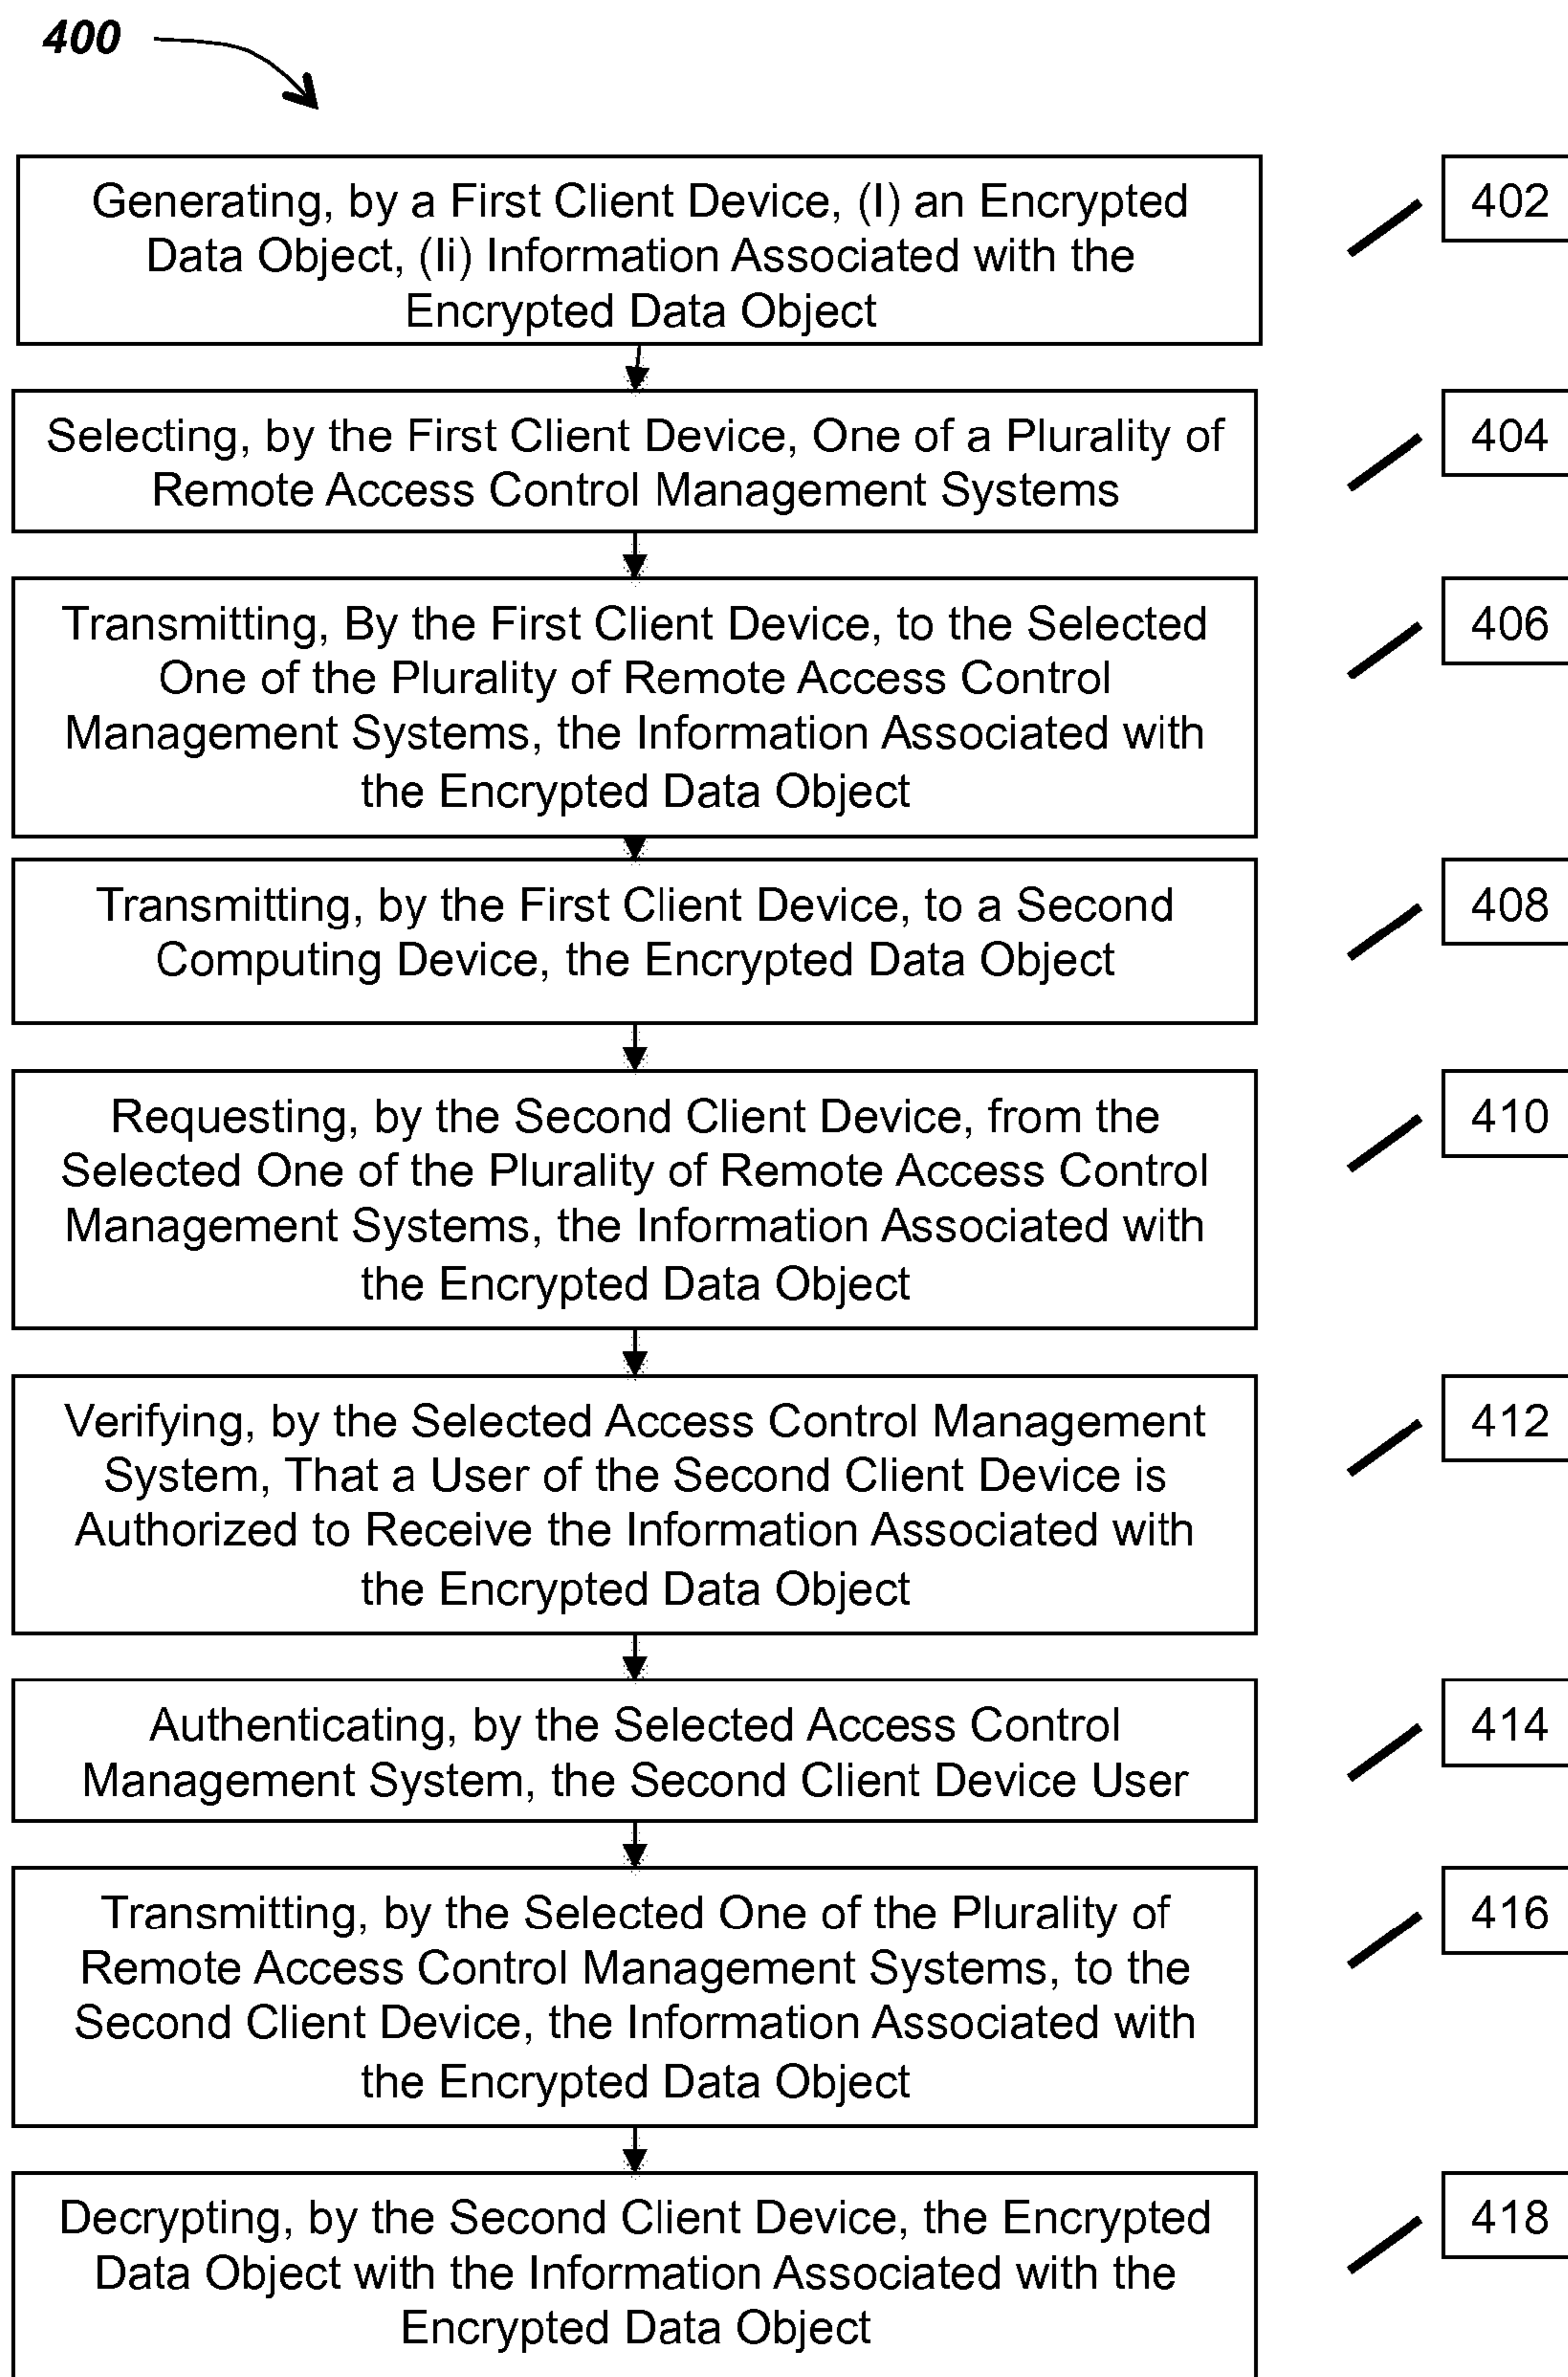 400
Generating, by a First Client Device, (I) an Encrypted
Data Object, (Ii) Information Associated with the
Encrypted Data Object
402
Selecting, by the First Client Device, One of a Plurality of
Remote Access Control Management Systems
404
Transmitting, By the First Client Device, to the Selected
One of the Plurality of Remote Access Control
Management Systems, the Information Associated with
the Encrypted Data Object
406
Transmitting, by the First Client Device, to a Second
Computing Device, the Encrypted Data Object
408
Requesting, by the Second Client Device, from the
Selected One of the Plurality of Remote Access Control
Management Systems, the Information Associated with
the Encrypted Data Object
410
Verifying, by the Selected Access Control Management
System, That a User of the Second Client Device is
Authorized to Receive the Information Associated with
the Encrypted Data Object
412
Authenticating, by the Selected Access Control
Management System, the Second Client Device User
414
Transmitting, by the Selected One of the Plurality of
Remote Access Control Management Systems, to the
Second Client Device, the Information Associated with
the Encrypted Data Object
416
Decrypting, by the Second Client Device, the Encrypted
Data Object with the Information Associated with the
Encrypted Data Object
418